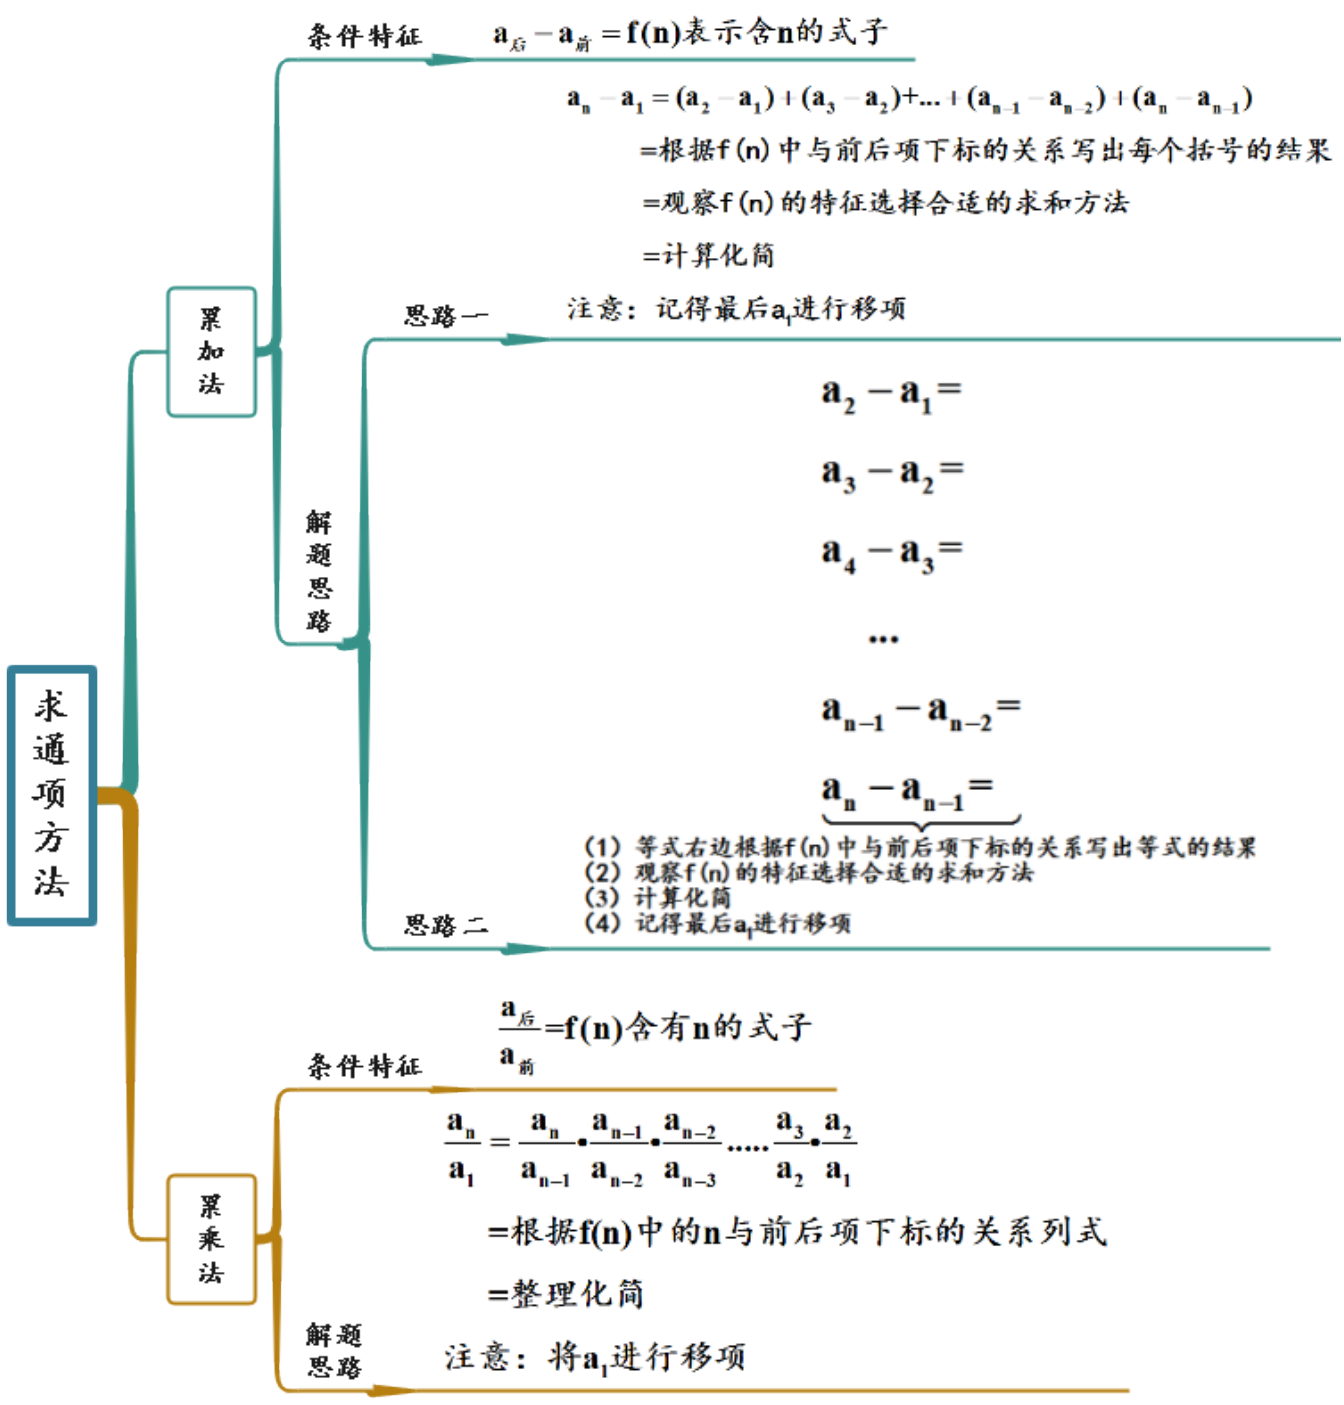 求通项方法
累加法
条件特征
a后－a前＝f(n)表示含n的式子
解题思路
思路一
aₙ－a₁＝(a₂－a₁)＋(a₃－a₂)+...＋(aₙ₋₁－aₙ₋₂)＋(aₙ－aₙ₋₁)
=根据f(n)中与前后项下标的关系写出每个括号的结果
=观察f(n)的特征选择合适的求和方法
=计算化简
注意：记得最后a₁进行移项
思路二
a₂－a₁=
a₃－a₂=
a₄－a₃=
...
aₙ₋₁－aₙ₋₂=
aₙ－aₙ₋₁=
（1）等式右边根据f(n)中与前后项下标的关系写出等式的结果
（2）观察f(n)的特征选择合适的求和方法
（3）计算化简
（4）记得最后a₁进行移项
累乘法
条件特征
a后/a前=f(n)含有n的式子
解题思路
aₙ/a₁＝aₙ/aₙ₋₁·aₙ₋₁/aₙ₋₂·aₙ₋₂/aₙ₋₃.....a₃/a₂·a₂/a₁
=根据f(n)中的n与前后项下标的关系列式
=整理化简
注意：将a₁进行移项